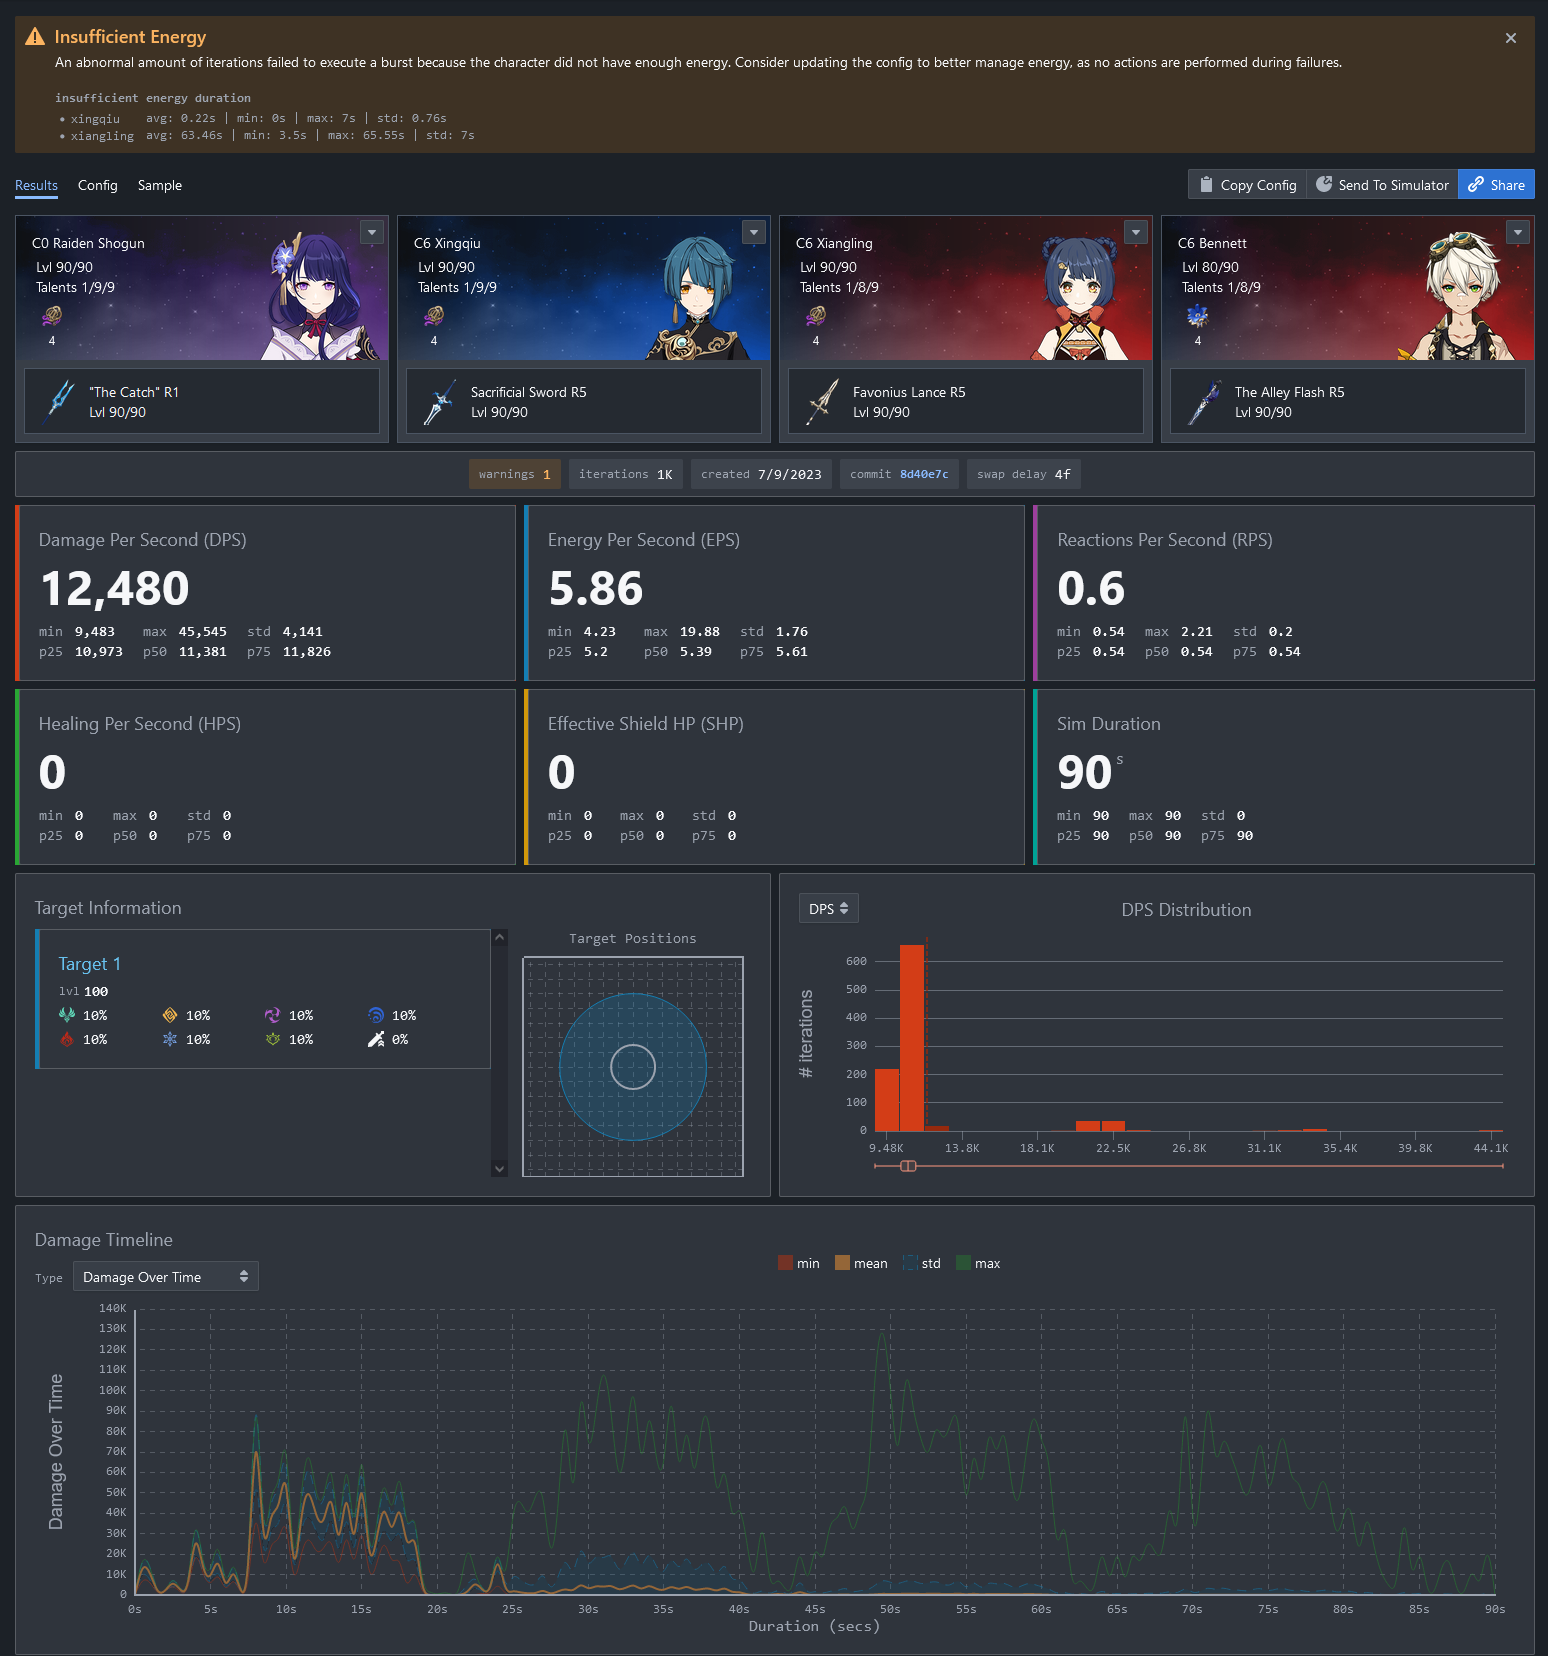 Insufficient Energy
An abnormal amount of iterations failed to execute a burst because the character did not have enough energy. Consider updating the config to better manage energy, as no actions are performed during failures.
insufficient energy duration
• xingqiu avg: 0.22s | min: 0s | max: 7s | std: 0.76s
• xiangling avg: 63.46s | min: 3.5s | max: 65.55s | std: 7s
Results Config Sample Copy Config Send To Simulator Share
C0 Raiden Shogun
Lvl 90/90
Talents 1/9/9
4
"The Catch" R1
Lvl 90/90
C6 Xingqiu
Lvl 90/90
Talents 1/9/9
4
Sacrificial Sword R5
Lvl 90/90
C6 Xiangling
Lvl 90/90
Talents 1/8/9
4
Favonius Lance R5
Lvl 90/90
C6 Bennett
Lvl 80/90
Talents 1/8/9
4
The Alley Flash R5
Lvl 90/90
warnings 1 iterations 1K created 7/9/2023 commit 8d40e7c swap delay 4f
Damage Per Second (DPS)
12,480
min 9,483 max 45,545 std 4,141
p25 10,973 p50 11,381 p75 11,826
Energy Per Second (EPS)
5.86
min 4.23 max 19.88 std 1.76
p25 5.2 p50 5.39 p75 5.61
Reactions Per Second (RPS)
0.6
min 0.54 max 2.21 std 0.2
p25 0.54 p50 0.54 p75 0.54
Healing Per Second (HPS)
0
min 0 max 0 std 0
p25 0 p50 0 p75 0
Effective Shield HP (SHP)
0
min 0 max 0 std 0
p25 0 p50 0 p75 0
Sim Duration
90 s
min 90 max 90 std 0
p25 90 p50 90 p75 90
Target Information
Target 1
lvl 100
10% 10% 10% 10%
10% 10% 10% 0%
Target Positions
DPS
DPS Distribution
# iterations
600
500
400
300
200
100
0
9.48K 13.8K 18.1K 22.5K 26.8K 31.1K 35.4K 39.8K 44.1K
Damage Timeline
Type Damage Over Time
min mean std max
Damage Over Time
140K
130K
120K
110K
100K
90K
80K
70K
60K
50K
40K
30K
20K
10K
0
0s 5s 10s 15s 20s 25s 30s 35s 40s 45s 50s 55s 60s 65s 70s 75s 80s 85s 90s
Duration (secs)